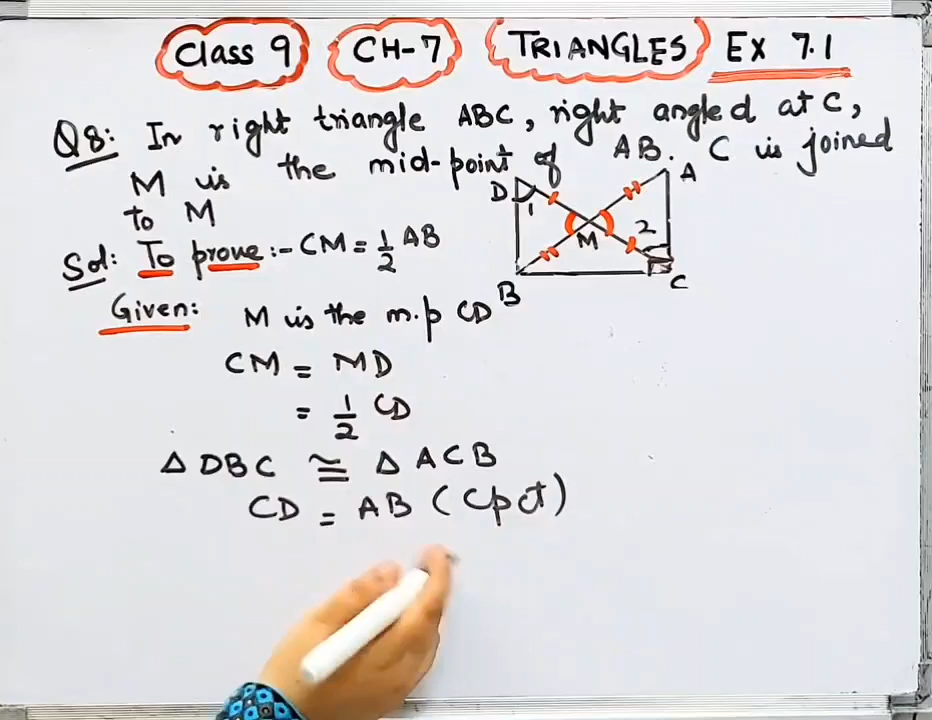 Class 9 CH-7 TRIANGLES Ex 7.1
Q8: In right triangle ABC, right angled at C,
M is the mid-point of AB. C is joined
to M
Sol: To prove:- CM = 1/2 AB
Given: M is the m.p CD
CM = MD
= 1/2 CD
Δ DBC ≅ Δ ACB
CD = AB (Cpct)
D A
1 2
M
B C